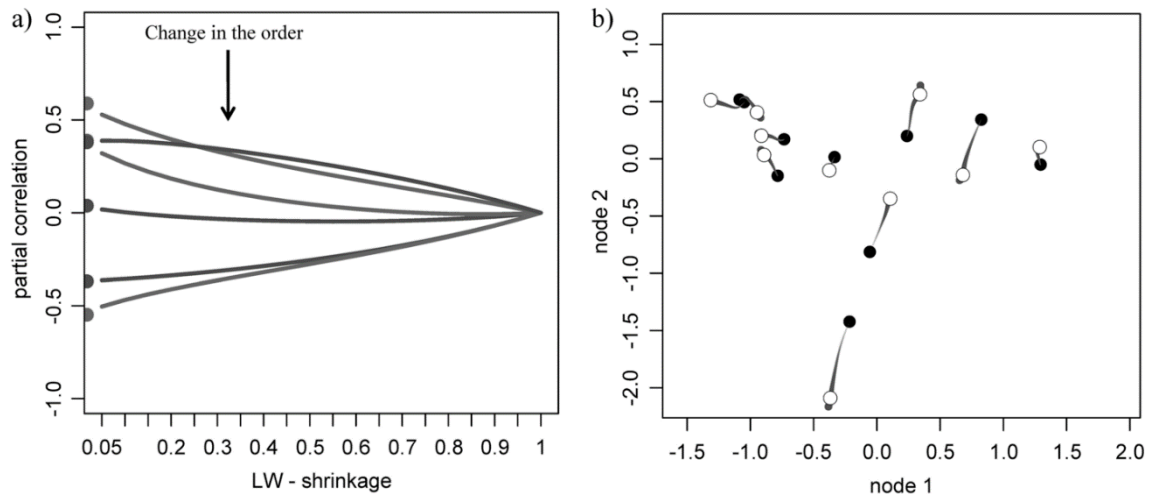 a)
Change in the order
partial correlation
1.0
0.5
0.0
-0.5
-1.0
0.05 0.2 0.3 0.4 0.5 0.6 0.7 0.8 0.9 1
LW - shrinkage
b)
node 2
1.0
0.5
0.0
-0.5
-1.0
-1.5
-2.0
-1.5 -1.0 -0.5 0.0 0.5 1.0 1.5 2.0
node 1